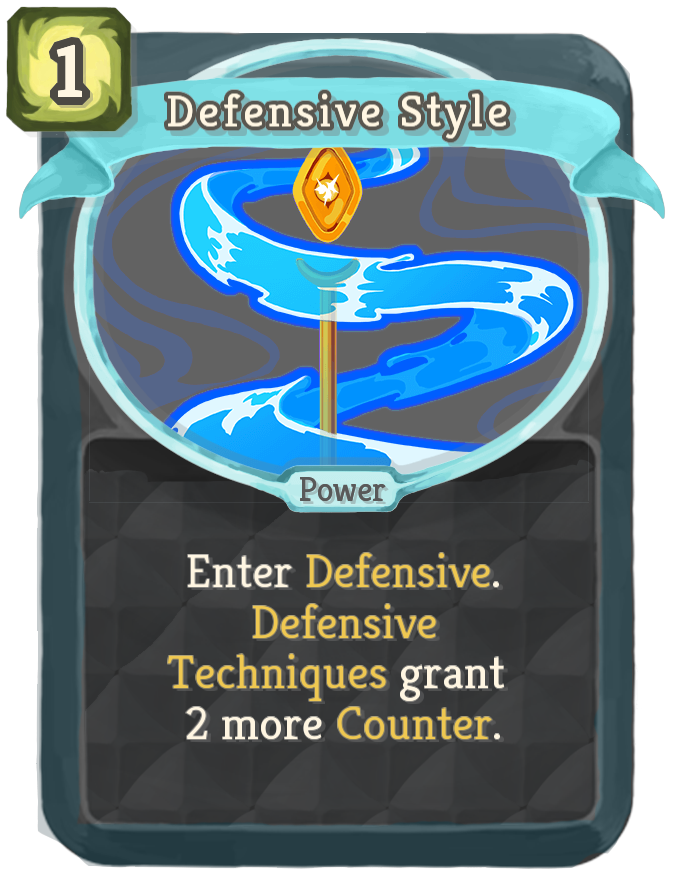 1
Defensive Style
Power
Enter Defensive.
Defensive
Techniques grant
2 more Counter.